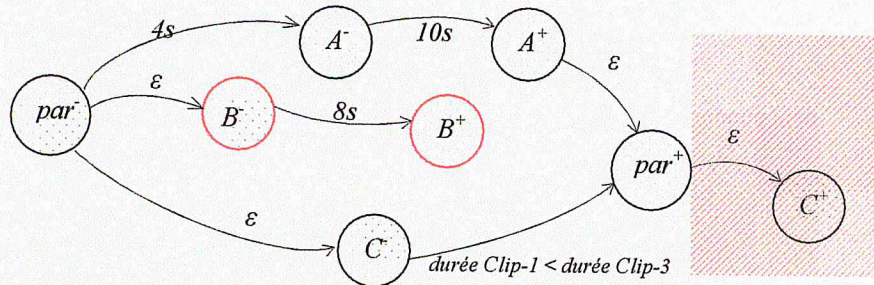 4s
A⁻
10s
A⁺
ε
par⁻
ε
B⁻
8s
B⁺
par⁺
ε
C⁺
ε
C⁻
durée Clip-1 < durée Clip-3